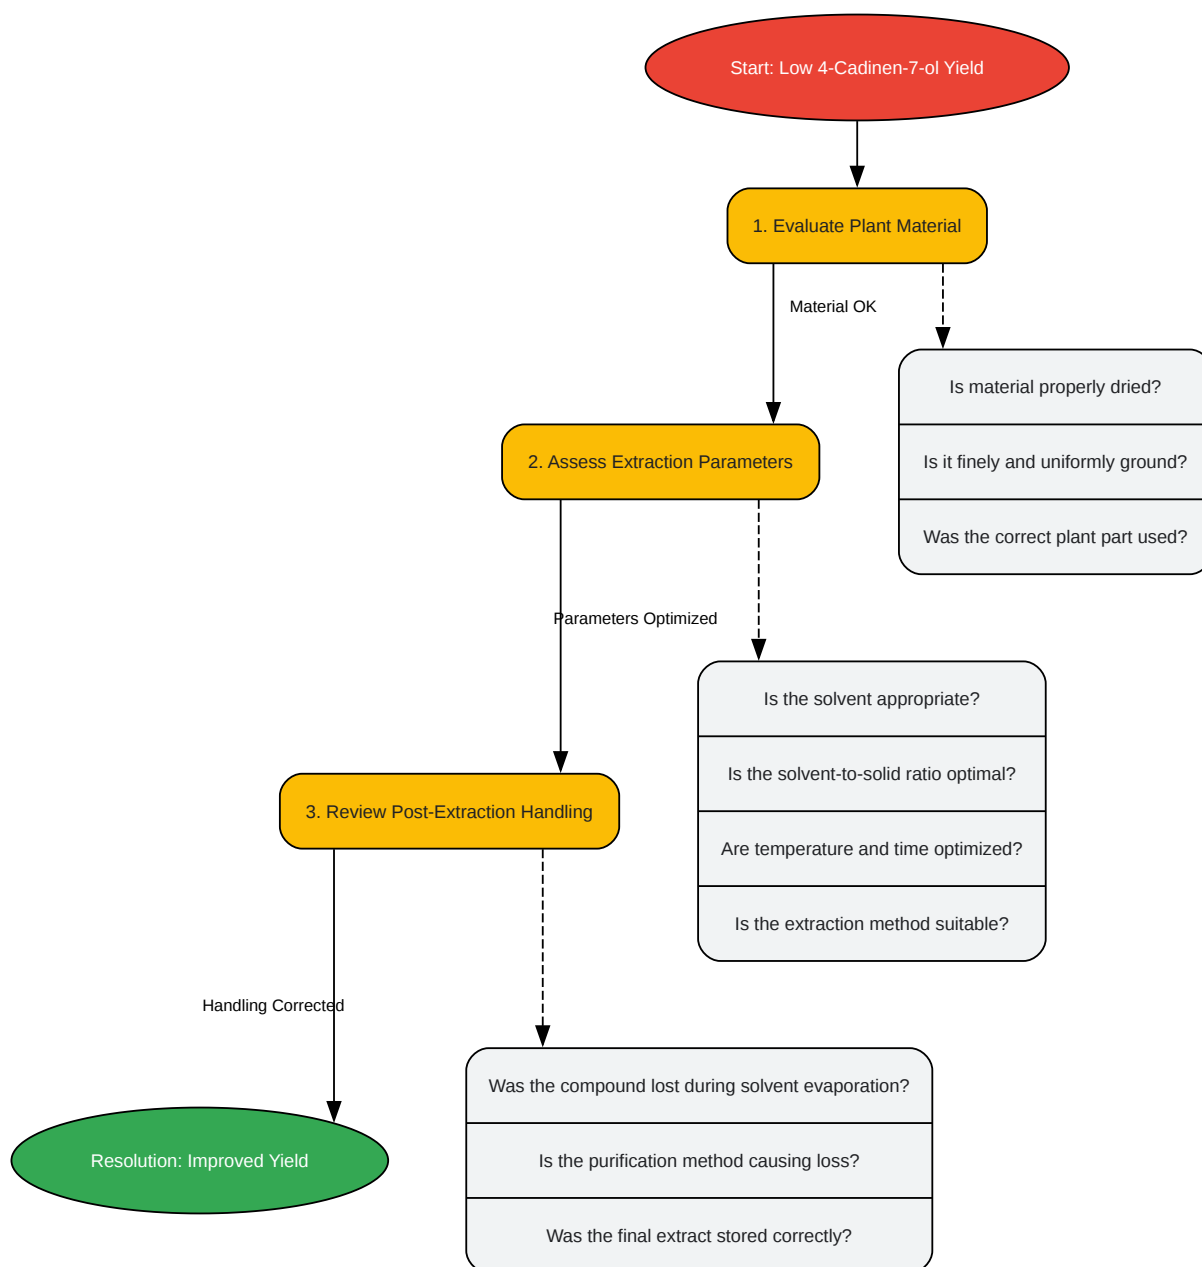 Start: Low 4-Cadinen-7-ol Yield
1. Evaluate Plant Material
Material OK
Is material properly dried?
Is it finely and uniformly ground?
Was the correct plant part used?
2. Assess Extraction Parameters
Parameters Optimized
Is the solvent appropriate?
Is the solvent-to-solid ratio optimal?
Are temperature and time optimized?
Is the extraction method suitable?
3. Review Post-Extraction Handling
Handling Corrected
Was the compound lost during solvent evaporation?
Is the purification method causing loss?
Was the final extract stored correctly?
Resolution: Improved Yield